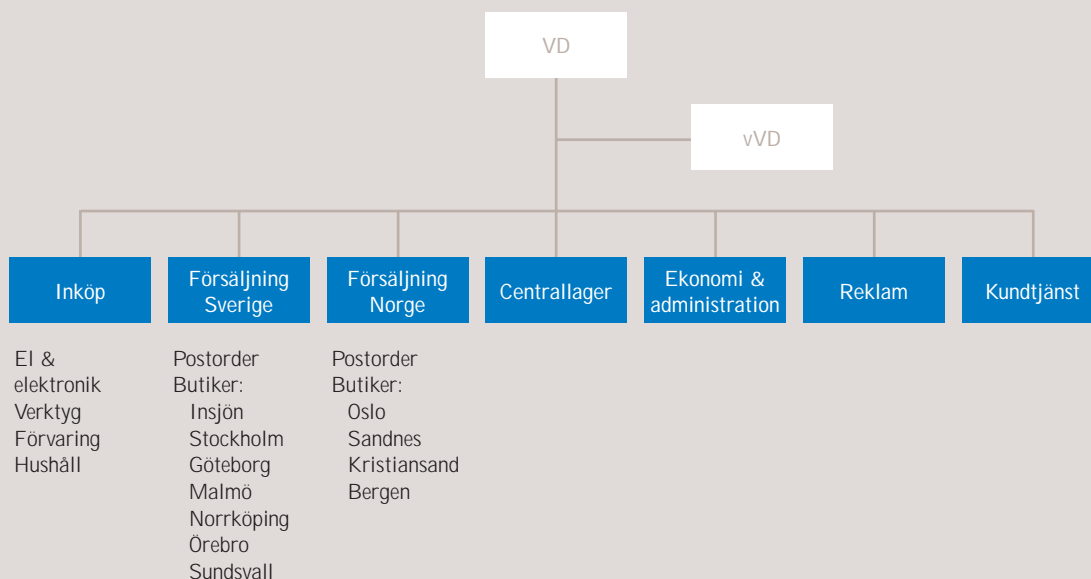 VD
vVD
Inköp
Försäljning
Sverige
Försäljning
Norge
Centrallager
Ekonomi &
administration
Reklam
Kundtjänst
El &
elektronik
Verktyg
Förvaring
Hushåll
Postorder
Butiker:
Insjön
Stockholm
Göteborg
Malmö
Norrköping
Örebro
Sundsvall
Postorder
Butiker:
Oslo
Sandnes
Kristiansand
Bergen